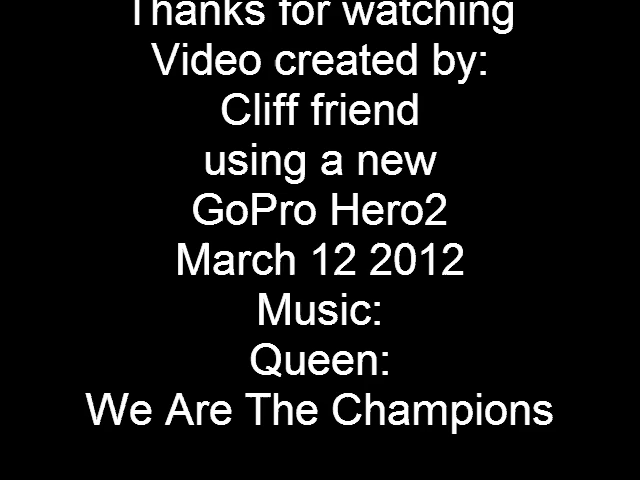 Thanks for watching
Video created by:
Cliff friend
using a new
GoPro Hero2
March 12 2012
Music:
Queen:
We Are The Champions